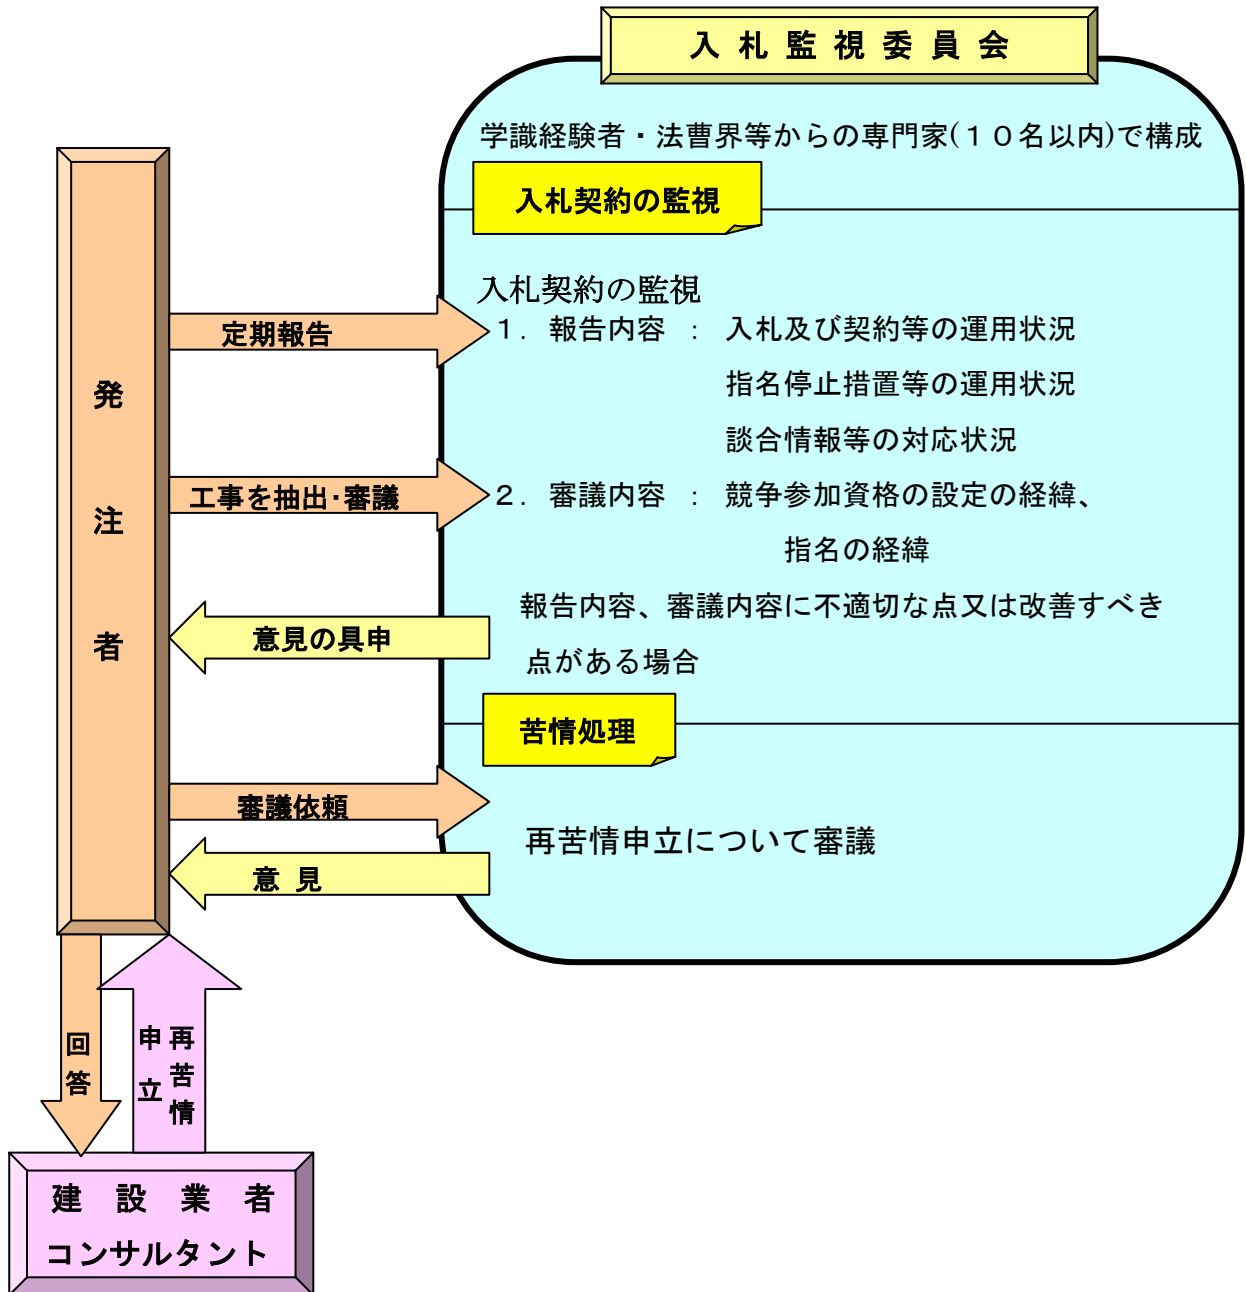 入札監視委員会
学識経験者・法曹界等からの専門家(１０名以内)で構成
入札契約の監視
入札契約の監視
定期報告
１．報告内容 ： 入札及び契約等の運用状況
指名停止措置等の運用状況
談合情報等の対応状況
工事を抽出・審議
２．審議内容 ： 競争参加資格の設定の経緯、
指名の経緯
報告内容、審議内容に不適切な点又は改善すべき
意見の具申
点がある場合
苦情処理
審議依頼
再苦情申立について審議
意見
発注者
回答
再苦情
申立
建設業者
コンサルタント